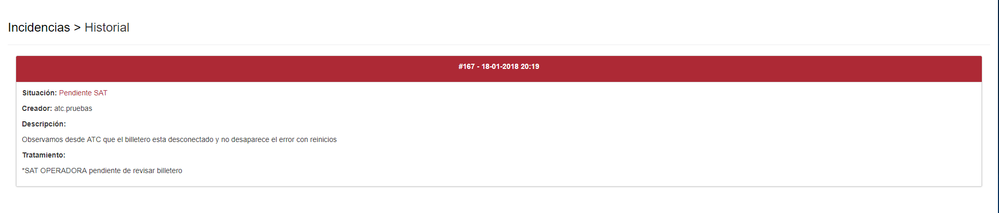 Incidencias > Historial
#167 - 18-01-2018 20:19
Situación: Pendiente SAT
Creador: atc.pruebas
Descripción:
Observamos desde ATC que el billetero esta desconectado y no desaparece el error con reinicios
Tratamiento:
*SAT OPERADORA pendiente de revisar billetero